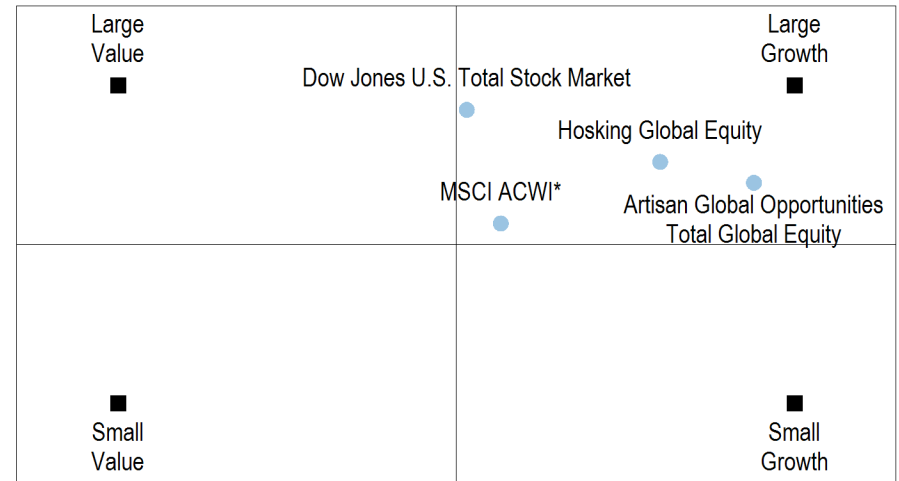 Large
Value
Large
Growth
Dow Jones U.S. Total Stock Market
Hosking Global Equity
MSCI ACWI*
Artisan Global Opportunities
Total Global Equity
Small
Value
Small
Growth